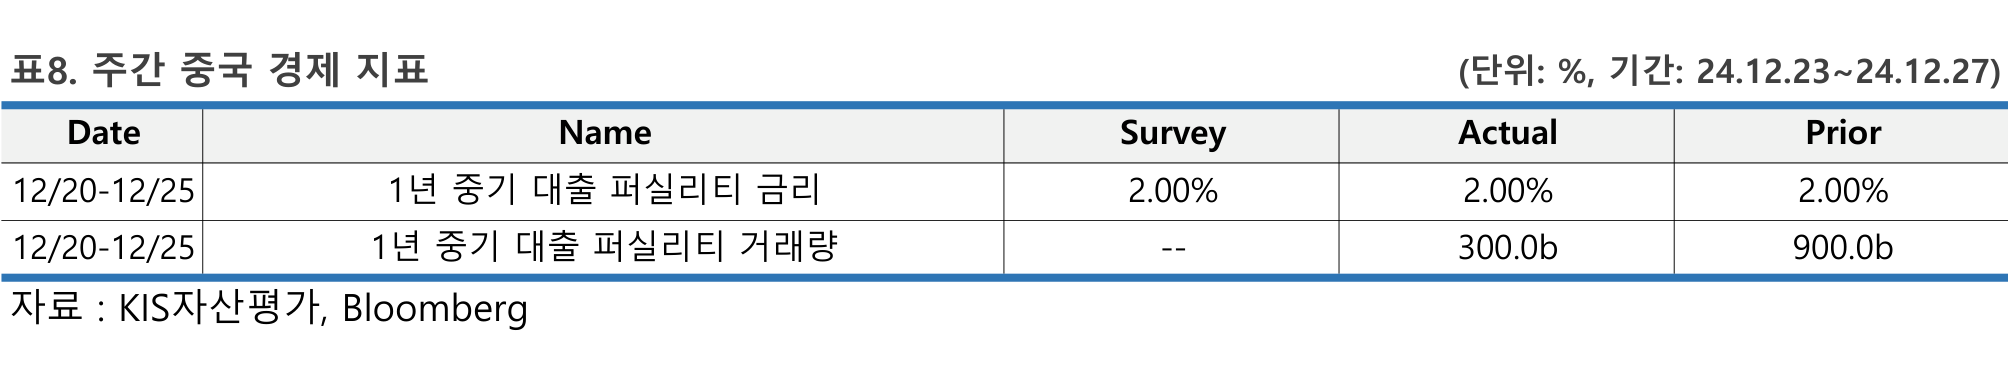 표8. 주간 중국 경제 지표 (단위: %, 기간: 24.12.23~24.12.27)
Date Name Survey Actual Prior
12/20-12/25 1년 중기 대출 퍼실리티 금리 2.00% 2.00% 2.00%
12/20-12/25 1년 중기 대출 퍼실리티 거래량 -- 300.0b 900.0b
자료 : KIS자산평가, Bloomberg